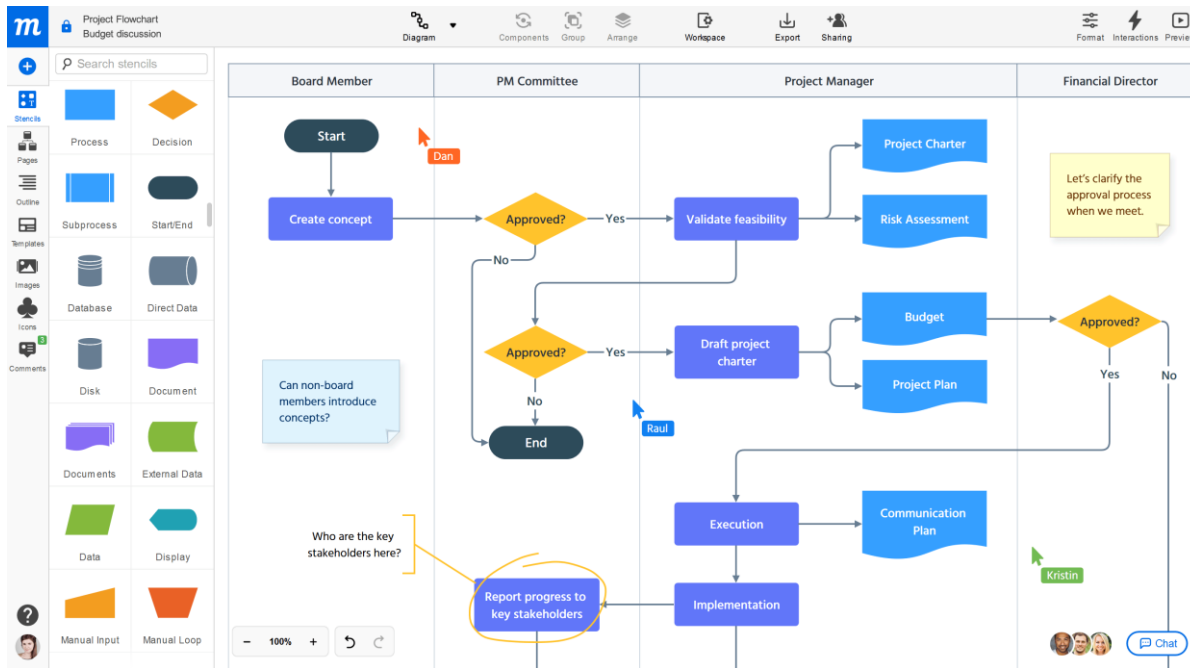 m
Project Flowchart
Budget discussion
Diagram
Components
Group
Arrange
Workspace
Export
Sharing
Format
Interactions
Previe
Search stencils
Stencils
Pages
Outline
Templates
Images
Icons
3
Comments
Process
Decision
Subprocess
Start/End
Database
Direct Data
Disk
Document
Documents
External Data
Data
Display
Manual Input
Manual Loop
Board Member
PM Committee
Project Manager
Financial Director
Start
Dan
Project Charter
Let's clarify the
approval process
when we meet.
Create concept
Approved?
Yes
Validate feasibility
Risk Assessment
No
Approved?
Yes
Draft project
charter
Budget
Approved?
Project Plan
Yes
No
Can non-board
members introduce
concepts?
No
Raul
End
Execution
Communication
Plan
Who are the key
stakeholders here?
Kristin
Report progress to
key stakeholders
Implementation
?
− 100% +
Chat